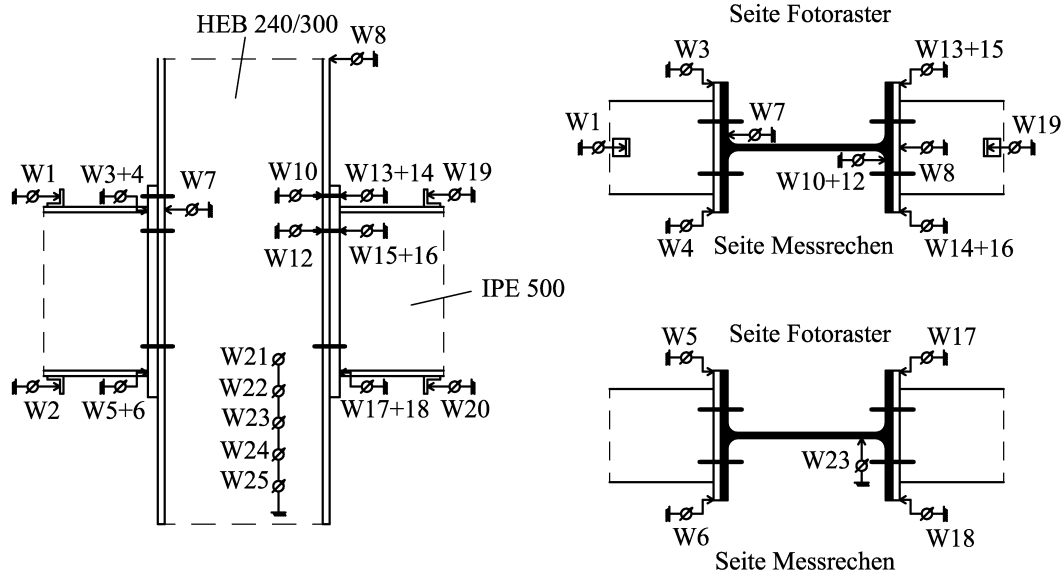 HEB 240/300
W8
W1
W3+4
W7
W10
W13+14
W19
W12
W15+16
IPE 500
W21
W22
W23
W24
W25
W2
W5+6
W17+18
W20
Seite Fotoraster
W3
W13+15
W1
W7
W19
W10+12
W8
W4
W14+16
Seite Messrechen
Seite Fotoraster
W5
W17
W23
W6
W18
Seite Messrechen